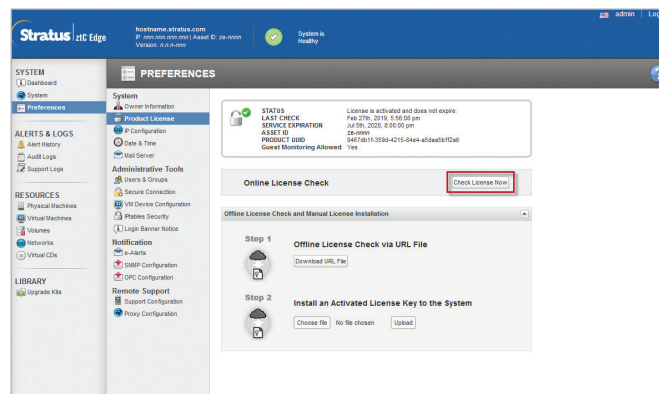 admin | Log
Stratus ztC Edge
hostname.stratus.com
IP: nnn.nnn.nnn.nnn | Asset ID: ze-nnnn
Version: n.n.n-nnn
System is
Healthy
SYSTEM
Dashboard
System
Preferences
ALERTS & LOGS
Alert History
Audit Logs
Support Logs
RESOURCES
Physical Machines
Virtual Machines
Volumes
Networks
Virtual CDs
LIBRARY
Upgrade Kits
PREFERENCES
System
Owner Information
Product License
IP Configuration
Date & Time
Mail Server
Administrative Tools
Users & Groups
Secure Connection
VM Device Configuration
IPtables Security
Login Banner Notice
Notification
e-Alerts
SNMP Configuration
OPC Configuration
Remote Support
Support Configuration
Proxy Configuration
STATUS License is activated and does not expire.
LAST CHECK Feb 27th, 2019, 5:56:08 pm
SERVICE EXPIRATION Jul 5th, 2020, 8:00:00 pm
ASSET ID ze-nnnn
PRODUCT UUID 9467db1f-359d-4215-84e4-a5daa5bff2a6
Guest Monitoring Allowed Yes
Online License Check
Check License Now
Offline License Check and Manual License Installation
Step 1
Offline License Check via URL File
Download URL File
Step 2
Install an Activated License Key to the System
Choose file No file chosen Upload